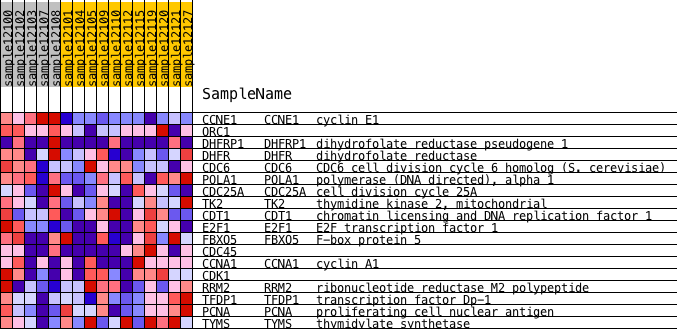 sample12100
sample12102
sample12103
sample12107
sample12108
sample12101
sample12104
sample12105
sample12109
sample12110
sample12112
sample12115
sample12119
sample12120
sample12121
sample12127
SampleName
CCNE1 CCNE1 cyclin E1
ORC1
DHFRP1 DHFRP1 dihydrofolate reductase pseudogene 1
DHFR DHFR dihydrofolate reductase
CDC6 CDC6 CDC6 cell division cycle 6 homolog (S. cerevisiae)
POLA1 POLA1 polymerase (DNA directed), alpha 1
CDC25A CDC25A cell division cycle 25A
TK2 TK2 thymidine kinase 2, mitochondrial
CDT1 CDT1 chromatin licensing and DNA replication factor 1
E2F1 E2F1 E2F transcription factor 1
FBXO5 FBXO5 F-box protein 5
CDC45
CCNA1 CCNA1 cyclin A1
CDK1
RRM2 RRM2 ribonucleotide reductase M2 polypeptide
TFDP1 TFDP1 transcription factor Dp-1
PCNA PCNA proliferating cell nuclear antigen
TYMS TYMS thymidylate synthetase